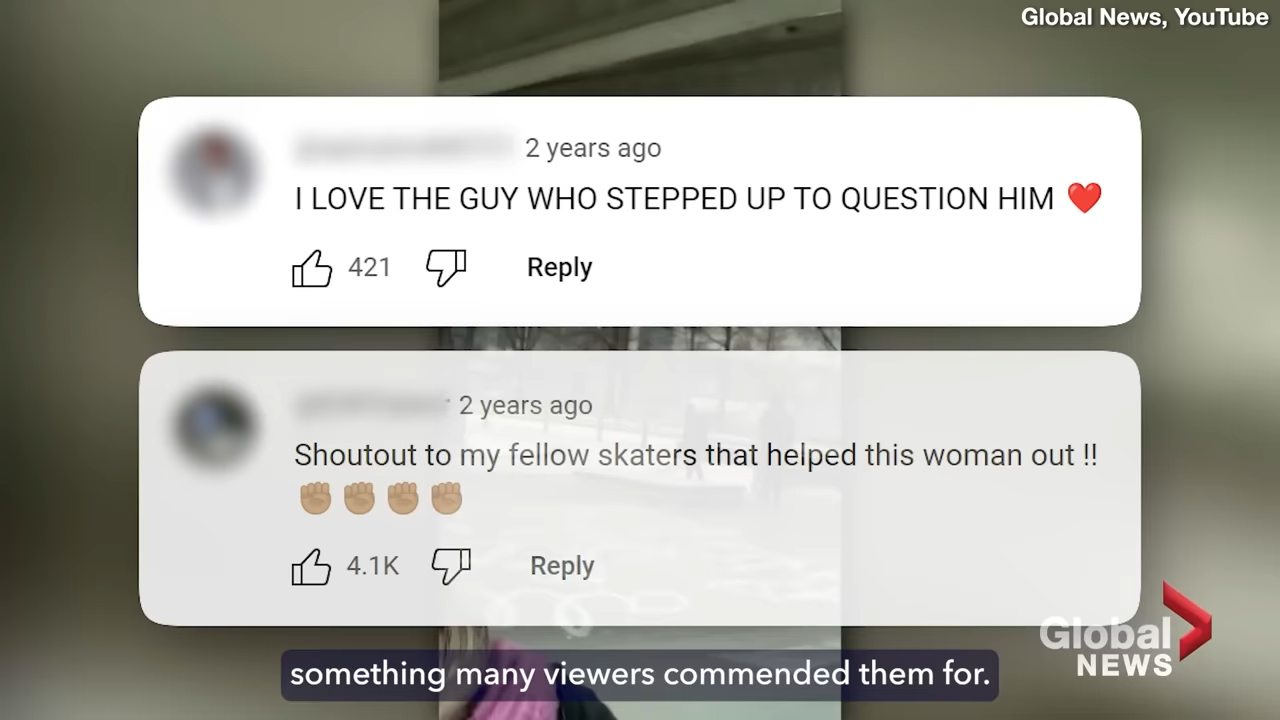 Global News, YouTube
2 years ago
I LOVE THE GUY WHO STEPPED UP TO QUESTION HIM ❤️
421 Reply
2 years ago
Shoutout to my fellow skaters that helped this woman out !!
✊🏽✊🏽✊🏽✊🏽
4.1K Reply
Global
NEWS
something many viewers commended them for.